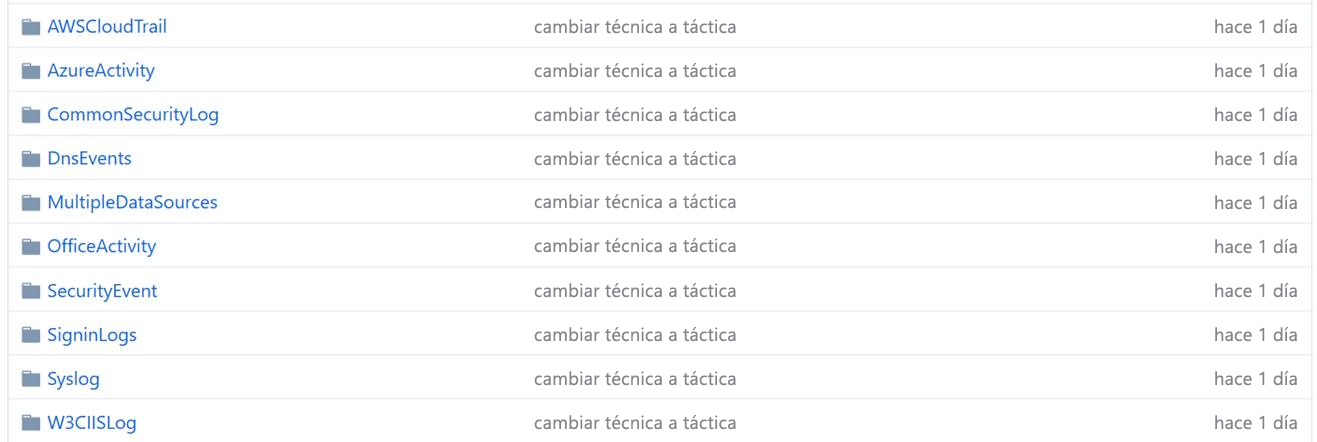 AWSCloudTrail cambiar técnica a táctica hace 1 día
AzureActivity cambiar técnica a táctica hace 1 día
CommonSecurityLog cambiar técnica a táctica hace 1 día
DnsEvents cambiar técnica a táctica hace 1 día
MultipleDataSources cambiar técnica a táctica hace 1 día
OfficeActivity cambiar técnica a táctica hace 1 día
SecurityEvent cambiar técnica a táctica hace 1 día
SigninLogs cambiar técnica a táctica hace 1 día
Syslog cambiar técnica a táctica hace 1 día
W3CIISLog cambiar técnica a táctica hace 1 día